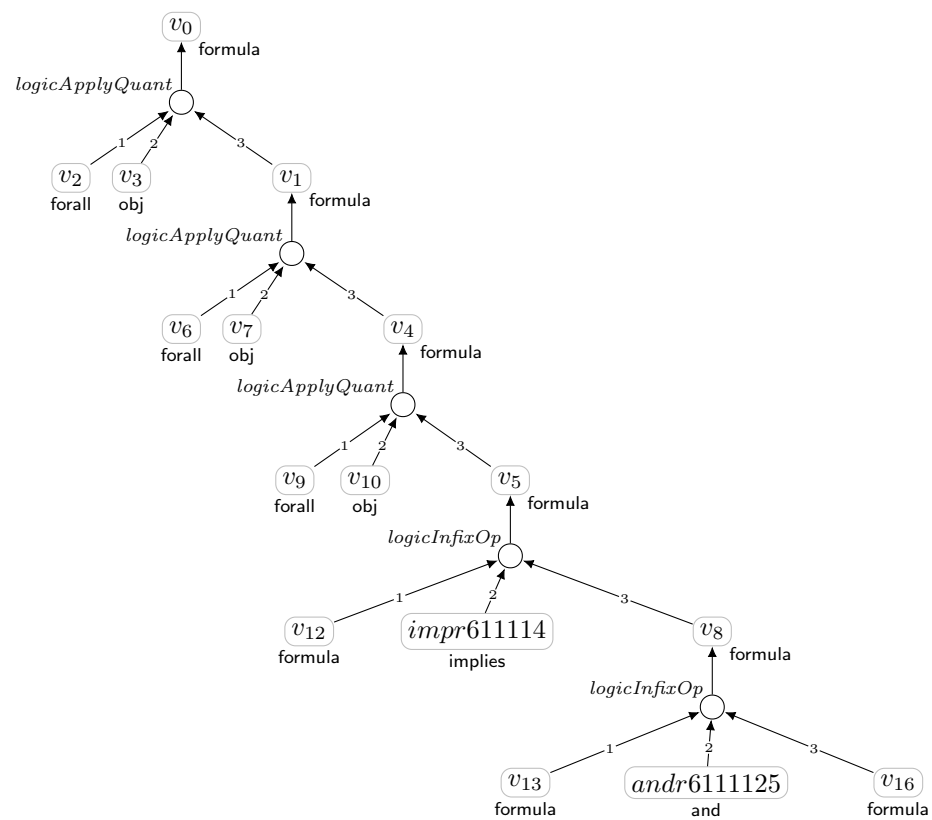 v0
formula
logicApplyQuant
1 2 3
v2 v3 v1
forall obj formula
logicApplyQuant
1 2 3
v6 v7 v4
forall obj formula
logicApplyQuant
1 2 3
v9 v10 v5
forall obj formula
logicInfixOp
1 2 3
v12 impr611114 v8
formula implies formula
logicInfixOp
1 2 3
v13 andr6111125 v16
formula and formula